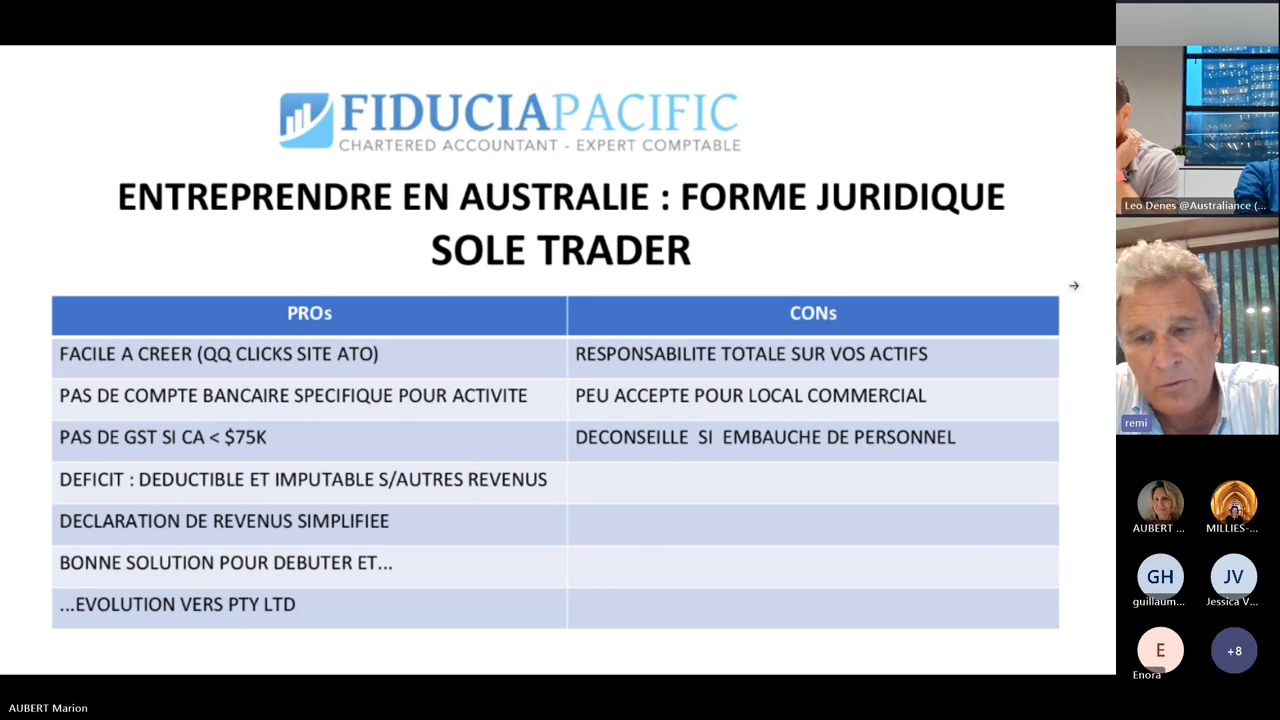 FIDUCIAPACIFIC
CHARTERED ACCOUNTANT - EXPERT COMPTABLE
ENTREPRENDRE EN AUSTRALIE : FORME JURIDIQUE
SOLE TRADER
PROs
CONs
FACILE A CREER (QQ CLICKS SITE ATO)
RESPONSABILITE TOTALE SUR VOS ACTIFS
PAS DE COMPTE BANCAIRE SPECIFIQUE POUR ACTIVITE
PEU ACCEPTE POUR LOCAL COMMERCIAL
PAS DE GST SI CA < $75K
DECONSEILLE SI EMBAUCHE DE PERSONNEL
DEFICIT : DEDUCTIBLE ET IMPUTABLE S/AUTRES REVENUS
DECLARATION DE REVENUS SIMPLIFIEE
BONNE SOLUTION POUR DEBUTER ET...
...EVOLUTION VERS PTY LTD
Leo Denes @Australiance (...
remi
AUBERT ...
MILLIES-...
GH
guillaum...
JV
Jessica V...
E
Enora
+8
AUBERT Marion